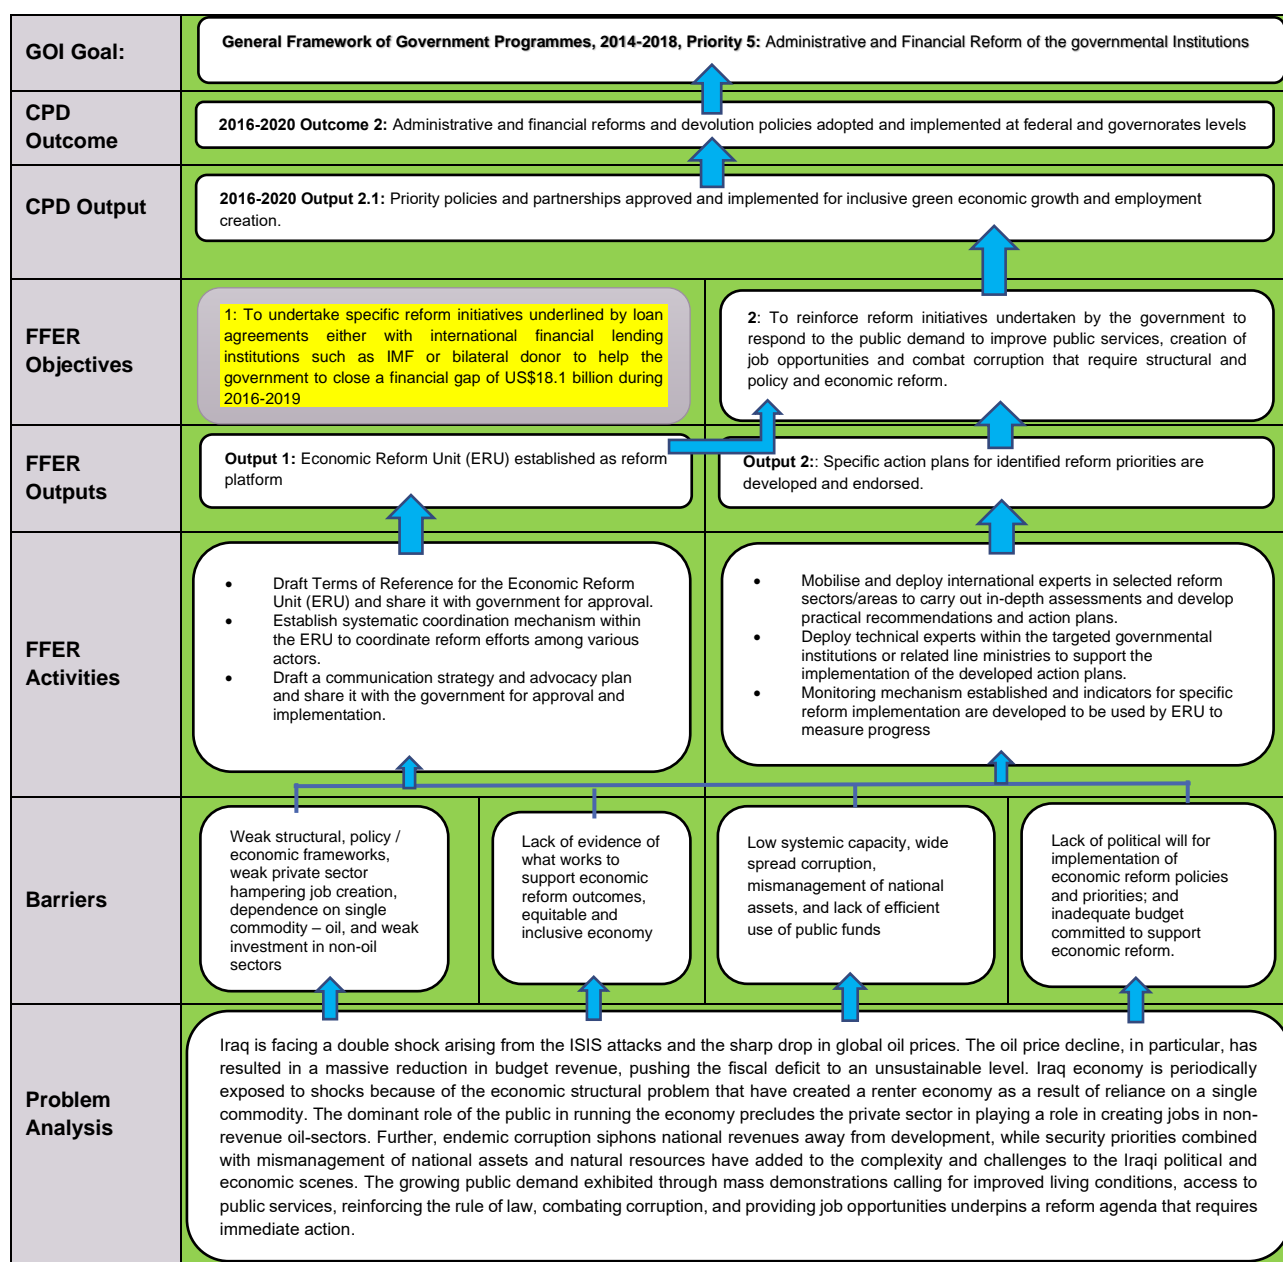 GOI Goal:
General Framework of Government Programmes, 2014-2018, Priority 5: Administrative and Financial Reform of the governmental Institutions
CPD
Outcome
2016-2020 Outcome 2: Administrative and financial reforms and devolution policies adopted and implemented at federal and governorates levels
CPD Output
2016-2020 Output 2.1: Priority policies and partnerships approved and implemented for inclusive green economic growth and employment
creation.
FFER
Objectives
1: To undertake specific reform initiatives underlined by loan
agreements either with international financial lending
institutions such as IMF or bilateral donor to help the
government to close a financial gap of US$18.1 billion during
2016-2019
2: To reinforce reform initiatives undertaken by the government to
respond to the public demand to improve public services, creation of
job opportunities and combat corruption that require structural and
policy and economic reform.
FFER
Outputs
Output 1: Economic Reform Unit (ERU) established as reform
platform
Output 2:: Specific action plans for identified reform priorities are
developed and endorsed.
FFER
Activities
• Draft Terms of Reference for the Economic Reform
Unit (ERU) and share it with government for approval.
• Establish systematic coordination mechanism within
the ERU to coordinate reform efforts among various
actors.
• Draft a communication strategy and advocacy plan
and share it with the government for approval and
implementation.
• Mobilise and deploy international experts in selected reform
sectors/areas to carry out in-depth assessments and develop
practical recommendations and action plans.
• Deploy technical experts within the targeted governmental
institutions or related line ministries to support the
implementation of the developed action plans.
• Monitoring mechanism established and indicators for specific
reform implementation are developed to be used by ERU to
measure progress
Barriers
Weak structural, policy /
economic frameworks,
weak private sector
hampering job creation,
dependence on single
commodity – oil, and weak
investment in non-oil
sectors
Lack of evidence of
what works to
support economic
reform outcomes,
equitable and
inclusive economy
Low systemic capacity, wide
spread corruption,
mismanagement of national
assets, and lack of efficient
use of public funds
Lack of political will for
implementation of
economic reform policies
and priorities; and
inadequate budget
committed to support
economic reform.
Problem
Analysis
Iraq is facing a double shock arising from the ISIS attacks and the sharp drop in global oil prices. The oil price decline, in particular, has
resulted in a massive reduction in budget revenue, pushing the fiscal deficit to an unsustainable level. Iraq economy is periodically
exposed to shocks because of the economic structural problem that have created a renter economy as a result of reliance on a single
commodity. The dominant role of the public in running the economy precludes the private sector in playing a role in creating jobs in non-
revenue oil-sectors. Further, endemic corruption siphons national revenues away from development, while security priorities combined
with mismanagement of national assets and natural resources have added to the complexity and challenges to the Iraqi political and
economic scenes. The growing public demand exhibited through mass demonstrations calling for improved living conditions, access to
public services, reinforcing the rule of law, combating corruption, and providing job opportunities underpins a reform agenda that requires
immediate action.